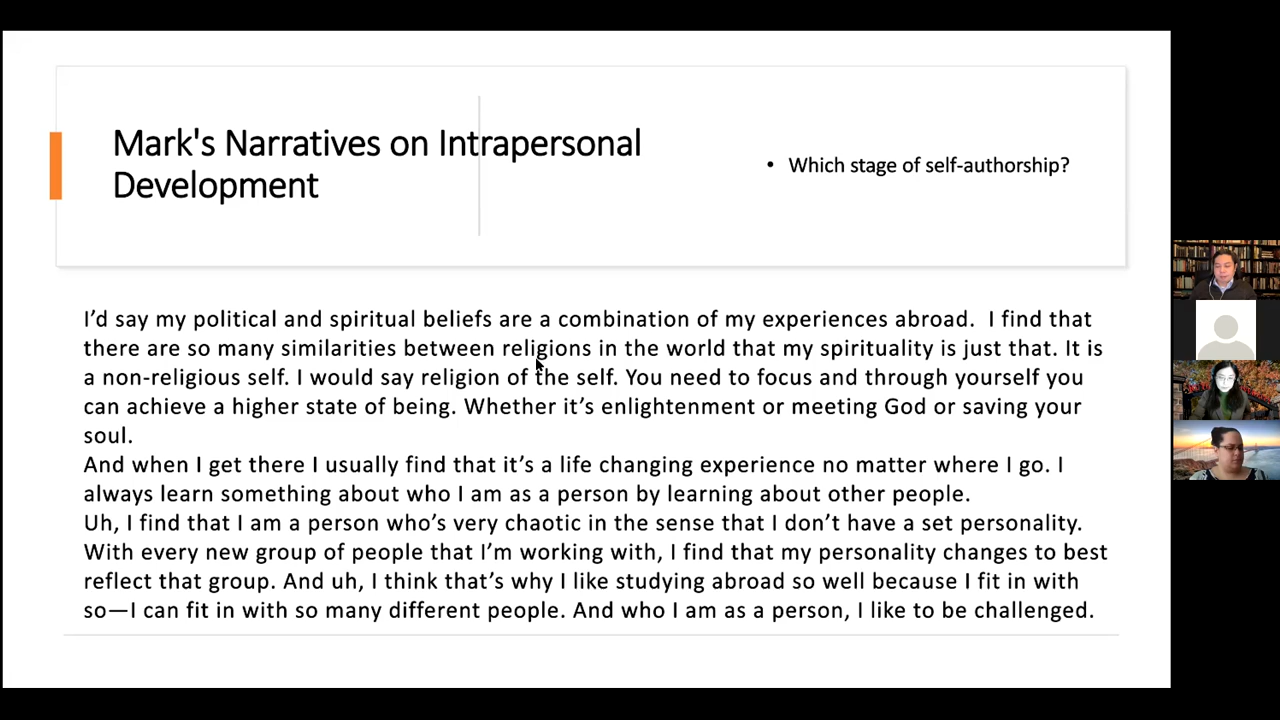 Mark's Narratives on Intrapersonal
Development
• Which stage of self-authorship?
I’d say my political and spiritual beliefs are a combination of my experiences abroad.  I find that
there are so many similarities between religions in the world that my spirituality is just that. It is
a non-religious self. I would say religion of the self. You need to focus and through yourself you
can achieve a higher state of being. Whether it’s enlightenment or meeting God or saving your
soul.
And when I get there I usually find that it’s a life changing experience no matter where I go. I
always learn something about who I am as a person by learning about other people.
Uh, I find that I am a person who’s very chaotic in the sense that I don’t have a set personality.
With every new group of people that I’m working with, I find that my personality changes to best
reflect that group. And uh, I think that’s why I like studying abroad so well because I fit in with
so—I can fit in with so many different people. And who I am as a person, I like to be challenged.